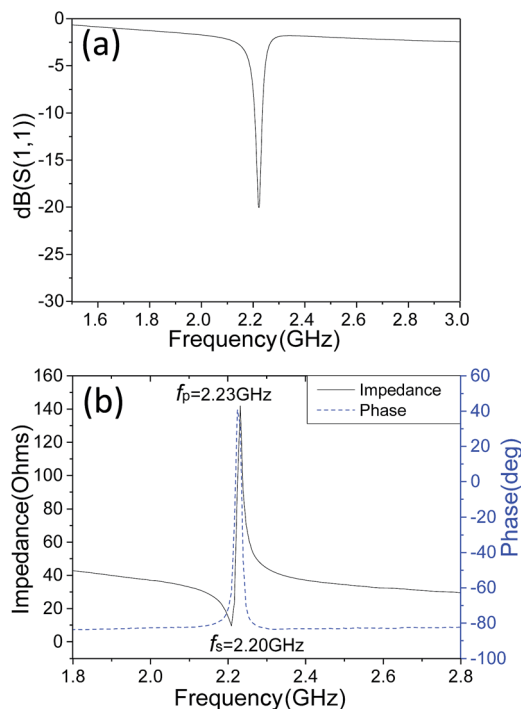 (a)
0
-5
-10
-15
-20
-25
-30
dB(S(1,1))
1.6 1.8 2.0 2.2 2.4 2.6 2.8 3.0
Frequency(GHz)
(b)
160
140
120
100
80
60
40
20
0
Impedance(Ohms)
fp=2.23GHz
fs=2.20GHz
Impedance
Phase
60
40
20
0
-20
-40
-60
-80
-100
Phase(deg)
1.8 2.0 2.2 2.4 2.6 2.8
Frequency(GHz)